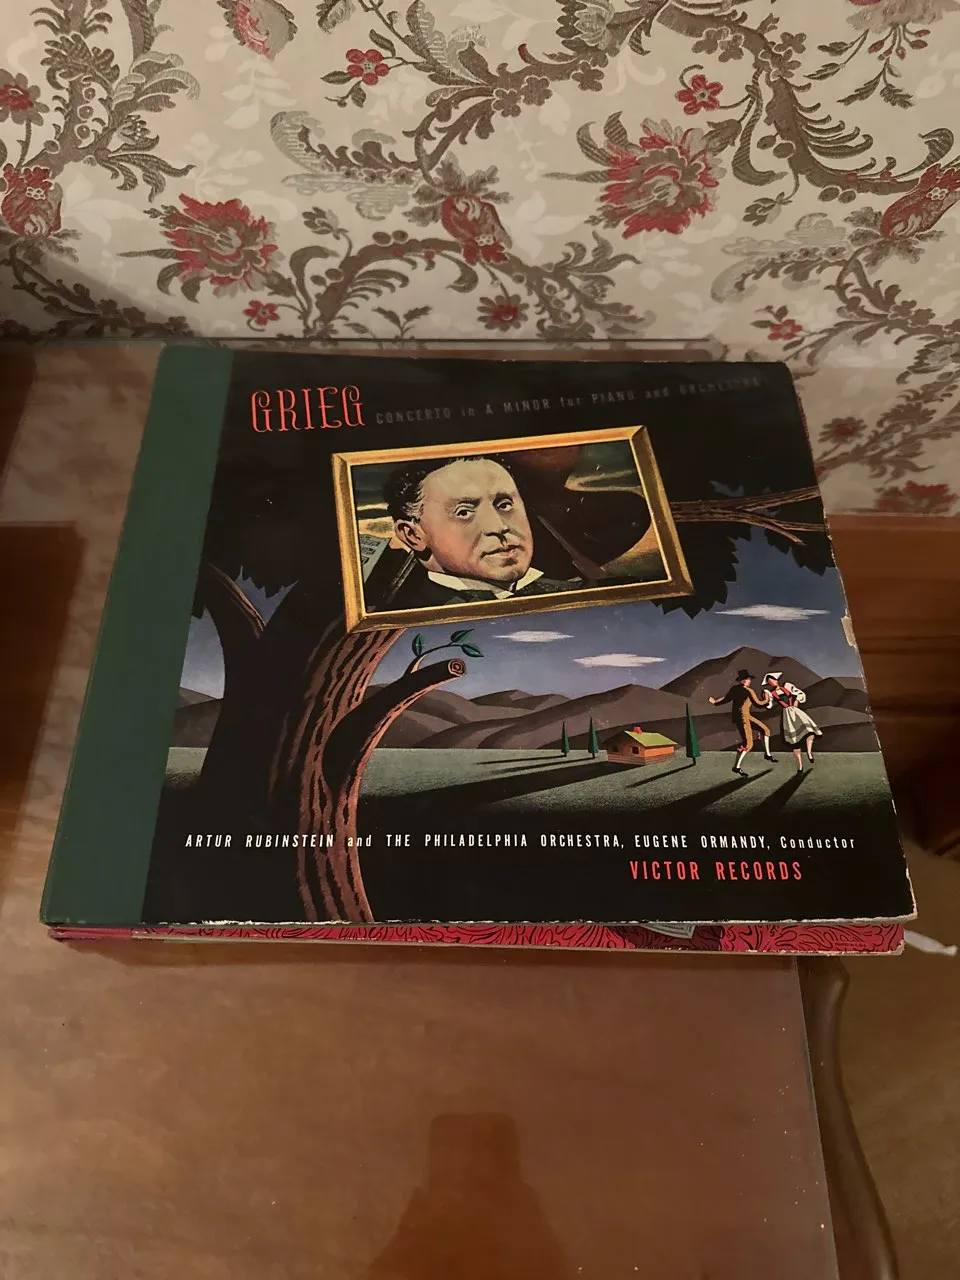 GRIEG CONCERTO in A MINOR for PIANO and ORCHESTRA
ARTUR RUBINSTEIN and THE PHILADELPHIA ORCHESTRA, EUGENE ORMANDY, Conductor
VICTOR RECORDS